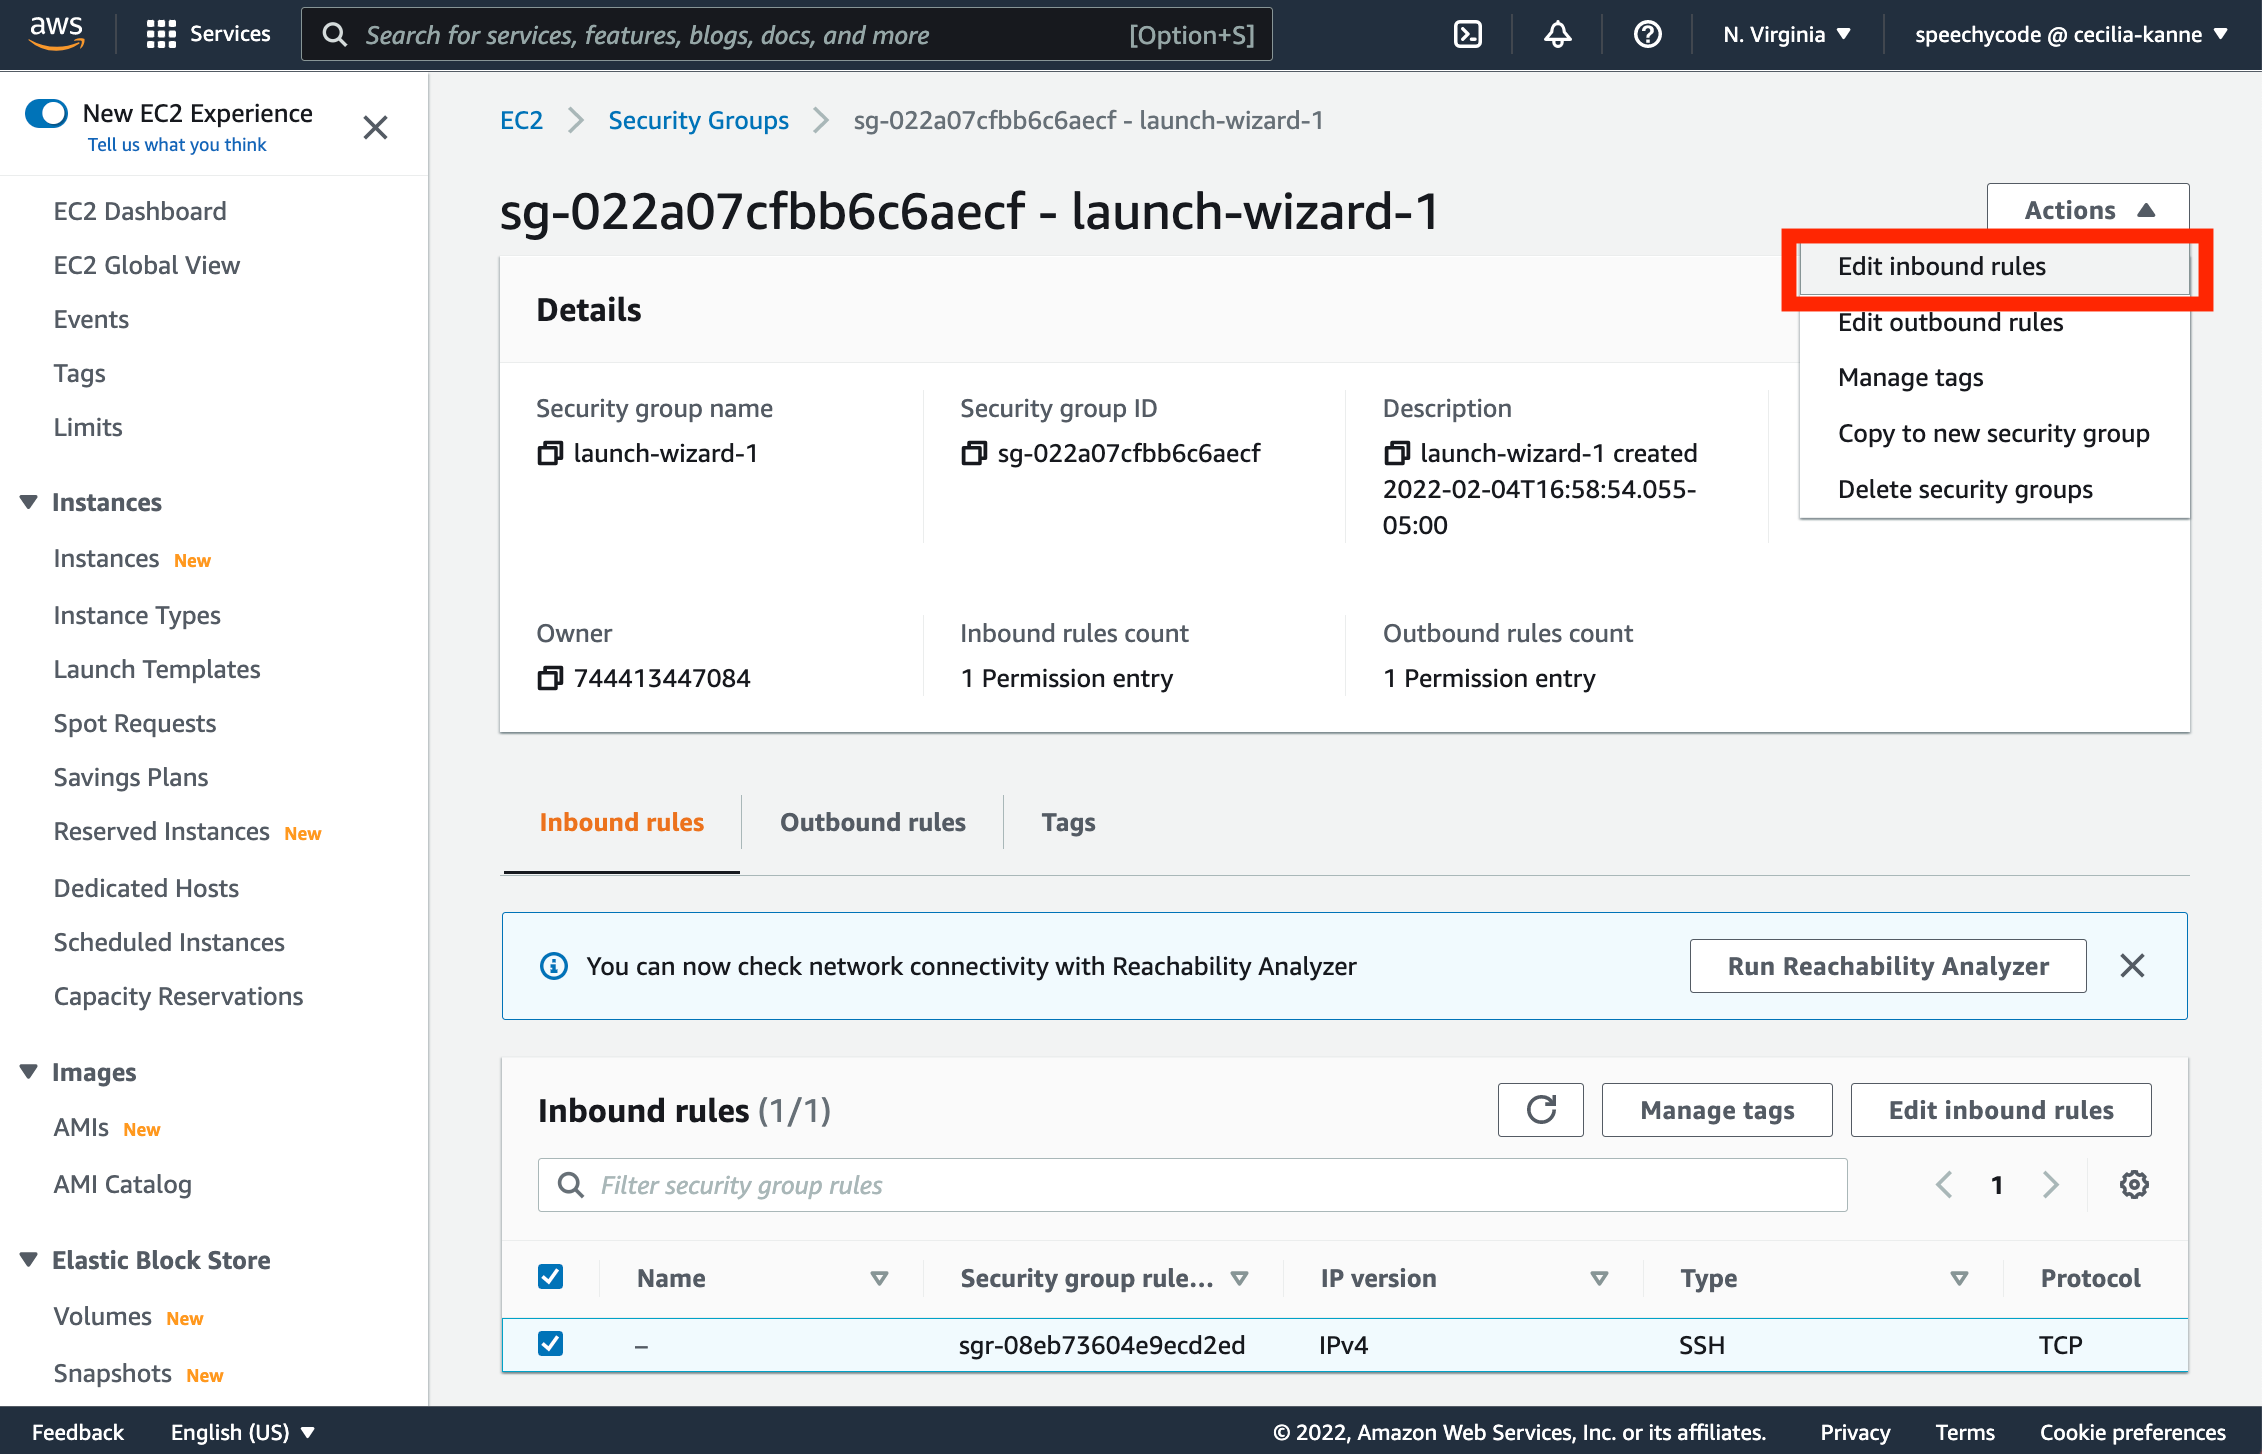 aws
Services
Search for services, features, blogs, docs, and more [Option+S]
N. Virginia
speechycode @ cecilia-kanne
New EC2 Experience
Tell us what you think
EC2 Dashboard
EC2 Global View
Events
Tags
Limits
Instances
Instances New
Instance Types
Launch Templates
Spot Requests
Savings Plans
Reserved Instances New
Dedicated Hosts
Scheduled Instances
Capacity Reservations
Images
AMIs New
AMI Catalog
Elastic Block Store
Volumes New
Snapshots New
EC2 Security Groups sg-022a07cfbb6c6aecf - launch-wizard-1
sg-022a07cfbb6c6aecf - launch-wizard-1
Actions
Edit inbound rules
Edit outbound rules
Manage tags
Copy to new security group
Delete security groups
Details
Security group name
launch-wizard-1
Security group ID
sg-022a07cfbb6c6aecf
Description
launch-wizard-1 created
2022-02-04T16:58:54.055-
05:00
Owner
744413447084
Inbound rules count
1 Permission entry
Outbound rules count
1 Permission entry
Inbound rules Outbound rules Tags
You can now check network connectivity with Reachability Analyzer
Run Reachability Analyzer
Inbound rules (1/1)
Manage tags
Edit inbound rules
Filter security group rules
1
Name Security group rule... IP version Type Protocol
– sgr-08eb73604e9ecd2ed IPv4 SSH TCP
Feedback English (US) © 2022, Amazon Web Services, Inc. or its affiliates. Privacy Terms Cookie preferences